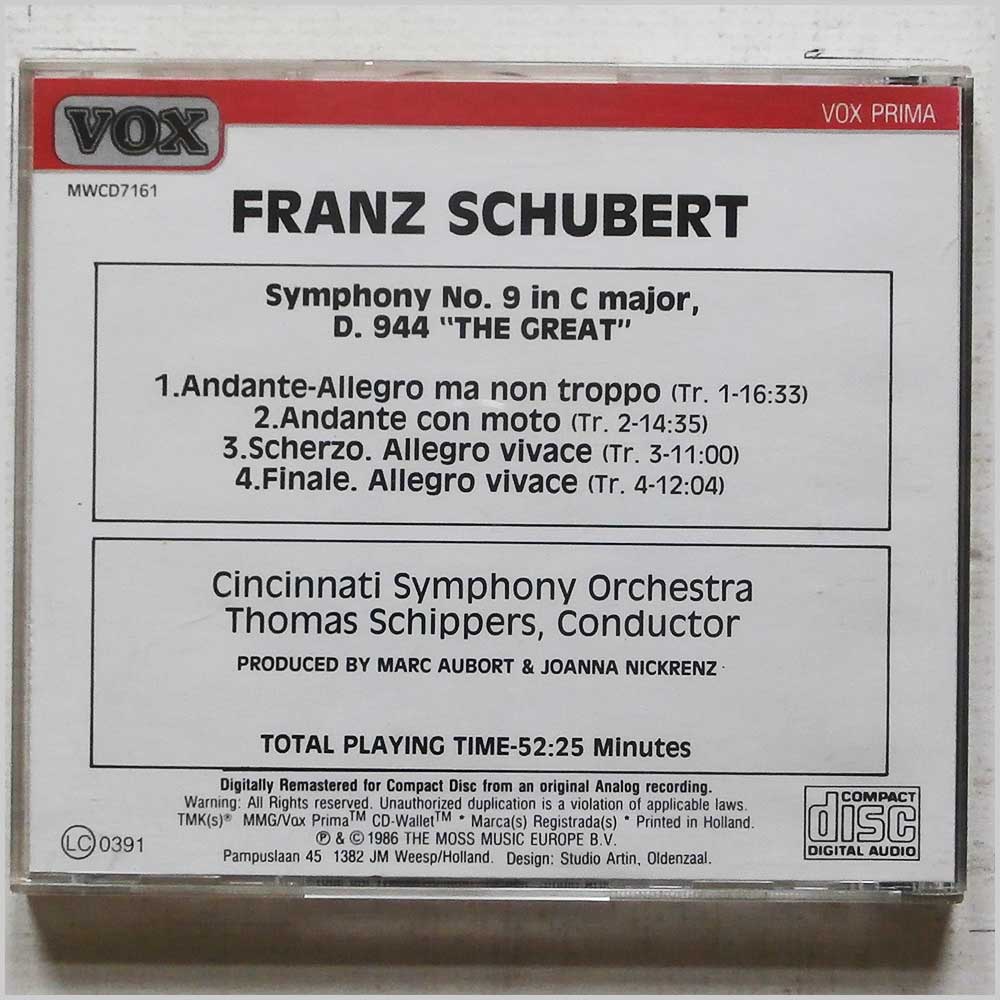 VOX
VOX PRIMA
MWCD7161
FRANZ SCHUBERT
Symphony No. 9 in C major,
D. 944 "THE GREAT"
1.Andante-Allegro ma non troppo (Tr. 1-16:33)
2.Andante con moto (Tr. 2-14:35)
3.Scherzo. Allegro vivace (Tr. 3-11:00)
4.Finale. Allegro vivace (Tr. 4-12:04)
Cincinnati Symphony Orchestra
Thomas Schippers, Conductor
PRODUCED BY MARC AUBORT & JOANNA NICKRENZ
TOTAL PLAYING TIME-52:25 Minutes
Digitally Remastered for Compact Disc from an original Analog recording.
Warning: All Rights reserved. Unauthorized duplication is a violation of applicable laws.
TMK(s)® MMG/Vox Prima™ CD-Wallet™ * Marca(s) Registrada(s) * Printed in Holland.
℗ & © 1986 THE MOSS MUSIC EUROPE B.V.
Pampuslaan 45 1382 JM Weesp/Holland. Design: Studio Artin, Oldenzaal.
LC 0391
COMPACT
disc
DIGITAL AUDIO